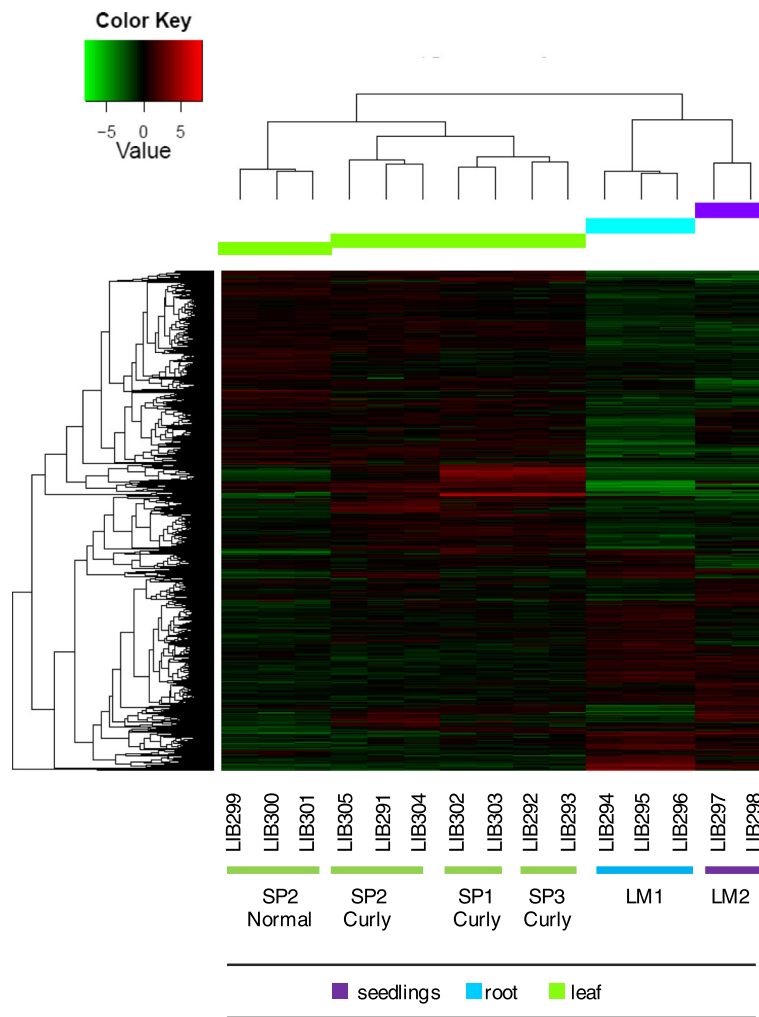 Color Key
−5 0 5
Value
LIB299 LIB300 LIB301 LIB305 LIB291 LIB304 LIB302 LIB303 LIB292 LIB293 LIB294 LIB295 LIB296 LIB297 LIB298
SP2 SP2 SP1 SP3 LM1 LM2
Normal Curly Curly Curly
seedlings root leaf